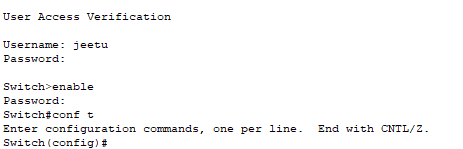 User Access Verification
Username: jeetu
Password:
Switch>enable
Password:
Switch#conf t
Enter configuration commands, one per line.  End with CNTL/Z.
Switch(config)#